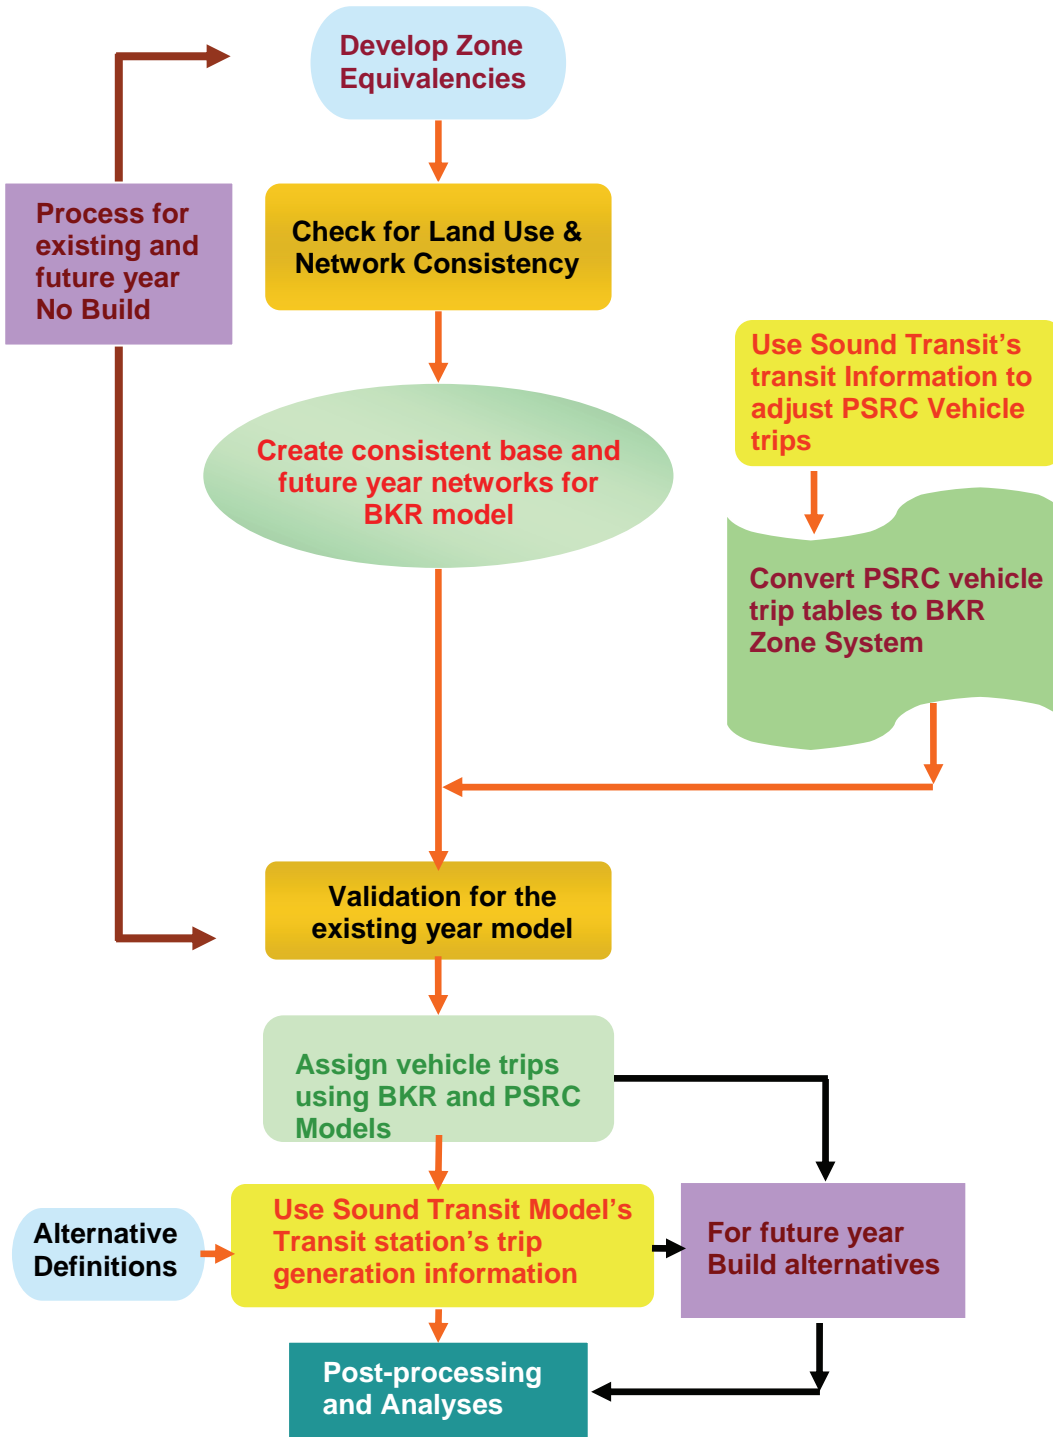 Develop Zone
Equivalencies
Process for
existing and
future year
No Build
Check for Land Use &
Network Consistency
Use Sound Transit's
transit Information to
adjust PSRC Vehicle
trips
Create consistent base and
future year networks for
BKR model
Convert PSRC vehicle
trip tables to BKR
Zone System
Validation for the
existing year model
Assign vehicle trips
using BKR and PSRC
Models
Alternative
Definitions
Use Sound Transit Model's
Transit station's trip
generation information
For future year
Build alternatives
Post-processing
and Analyses